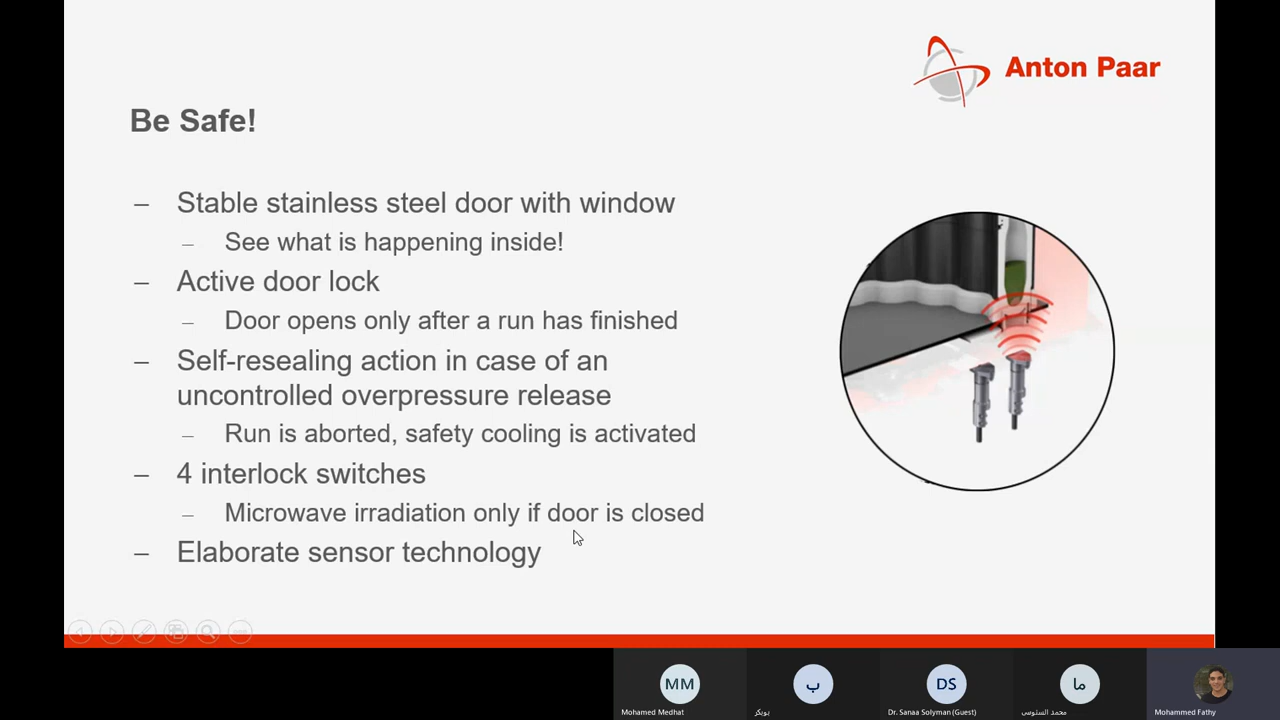 Anton Paar
Be Safe!
– Stable stainless steel door with window
– See what is happening inside!
– Active door lock
– Door opens only after a run has finished
– Self-resealing action in case of an
uncontrolled overpressure release
– Run is aborted, safety cooling is activated
– 4 interlock switches
– Microwave irradiation only if door is closed
– Elaborate sensor technology
MM
ب
DS
ما
Mohamed Medhat
بوبكر
Dr. Sanaa Solyman (Guest)
محمد السنوسى
Mohammed Fathy